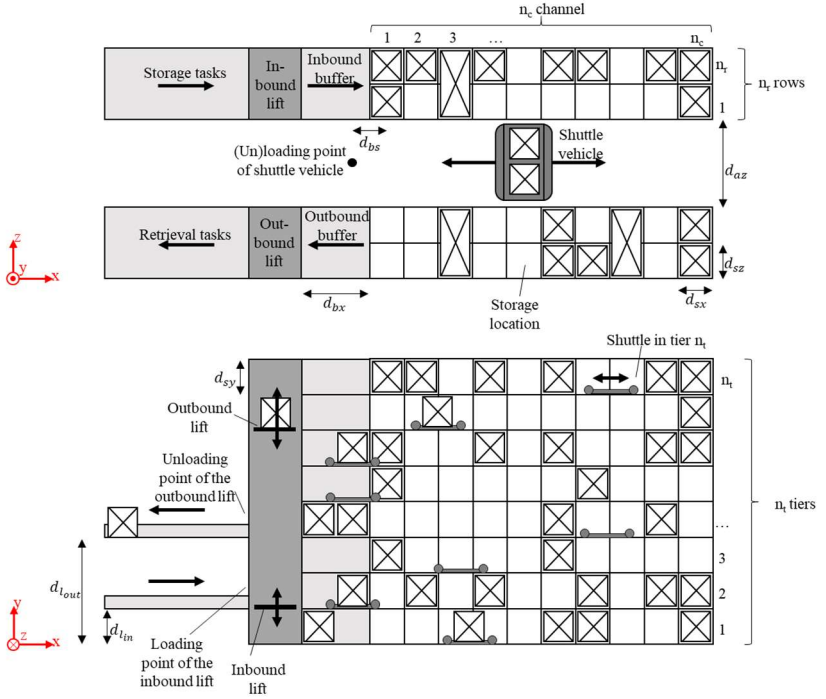 n_c channel
1 2 3 ... n_c
Storage tasks
In-
bound
lift
Inbound
buffer
n_r
1
n_r rows
d_bs
(Un)loading point
of shuttle vehicle
Shuttle
vehicle
d_az
Retrieval tasks
Out-
bound
lift
Outbound
buffer
z
y
x
d_bx
Storage
location
d_sz
d_sx
Shuttle in tier n_t
d_sy
Outbound
lift
Unloading
point of the
outbound lift
n_t
...
3
2
1
n_t tiers
d_l_out
d_l_in
y
z
x
Loading
point of the
inbound lift
Inbound
lift